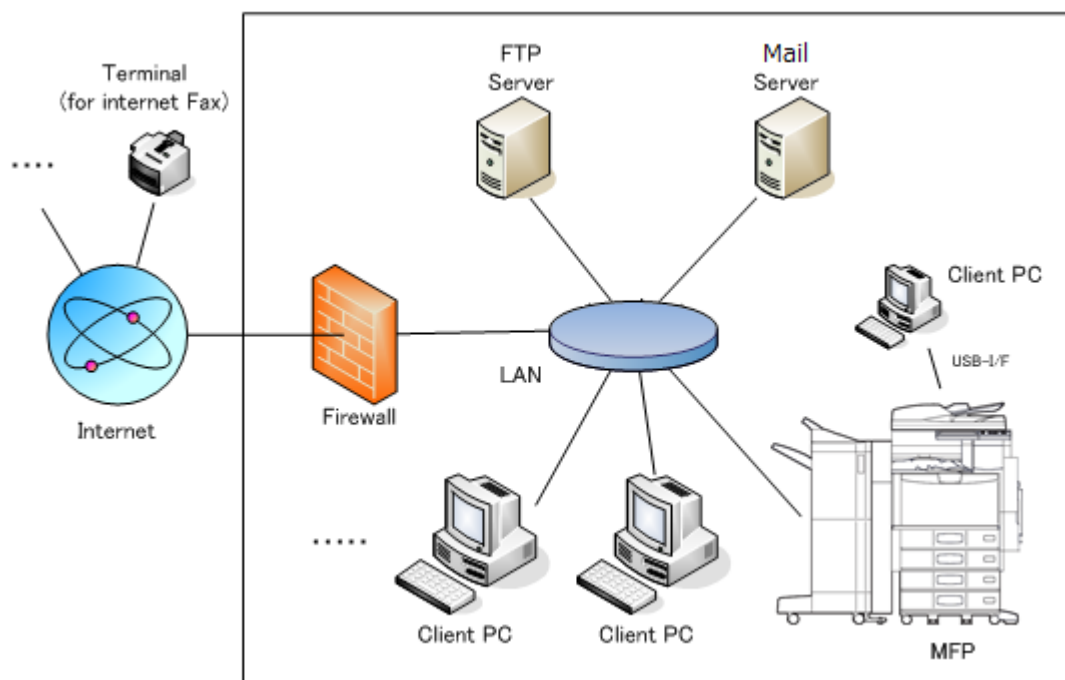 Terminal
(for internet Fax)
....
FTP
Server
Mail
Server
Client PC
USB-I/F
LAN
Firewall
Internet
.....
Client PC
Client PC
MFP